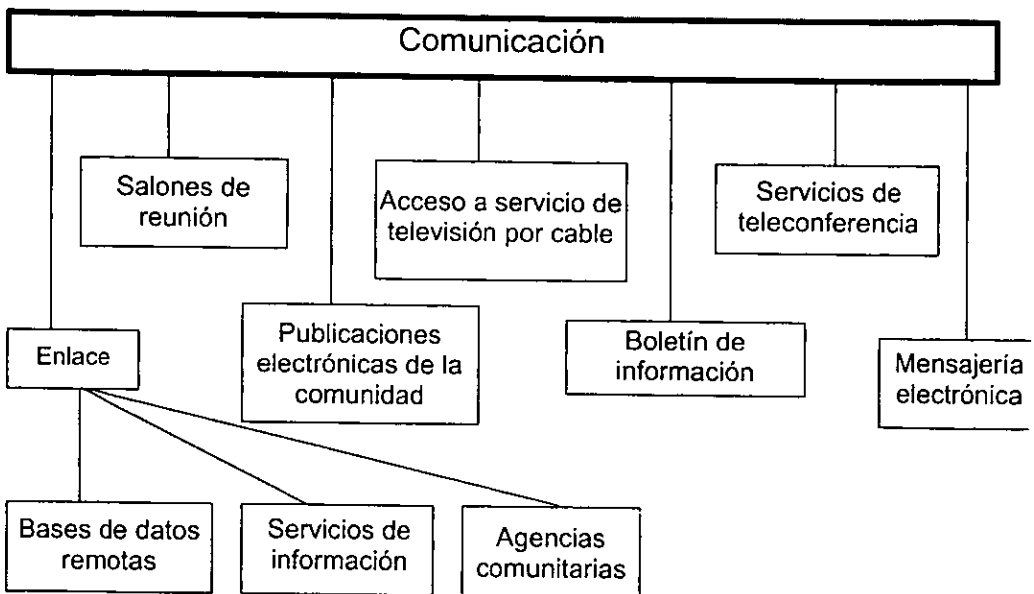 Comunicación
Salones de
reunión
Acceso a servicio de
televisión por cable
Servicios de
teleconferencia
Enlace
Publicaciones
electrónicas de la
comunidad
Boletín de
información
Mensajería
electrónica
Bases de datos
remotas
Servicios de
información
Agencias
comunitarias